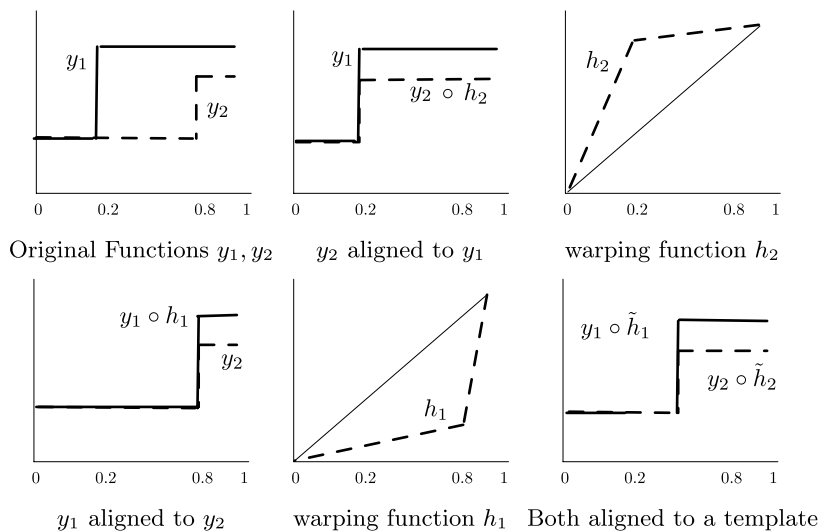 y₁
y₂
0 0.2 0.8 1
Original Functions y₁, y₂
y₁
y₂ ∘ h₂
0 0.2 0.8 1
y₂ aligned to y₁
h₂
0 0.2 0.8 1
warping function h₂
y₁ ∘ h₁
y₂
0 0.2 0.8 1
y₁ aligned to y₂
h₁
0 0.2 0.8 1
warping function h₁
y₁ ∘ h̃₁
y₂ ∘ h̃₂
0 0.2 0.8 1
Both aligned to a template